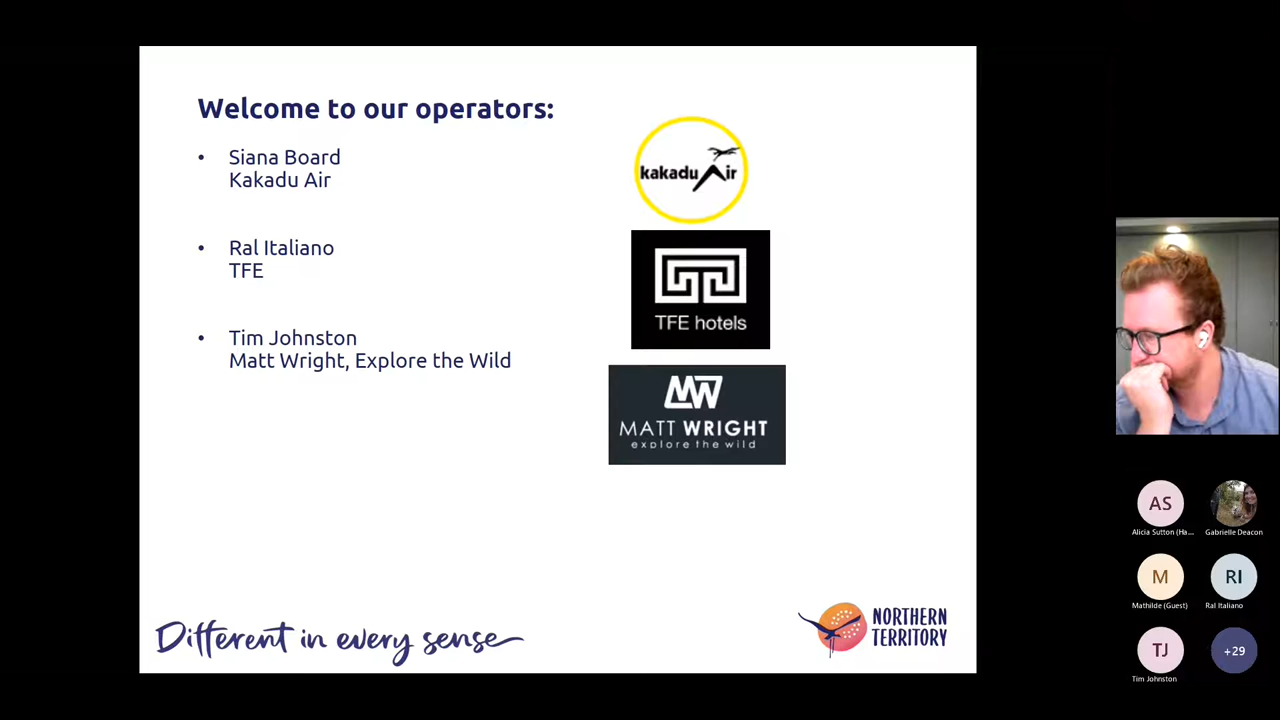 Welcome to our operators:
• Siana Board
Kakadu Air
• Ral Italiano
TFE
• Tim Johnston
Matt Wright, Explore the Wild
kakadu Air
TFE hotels
MW
MATT WRIGHT
explore the wild
Different in every sense
NORTHERN
TERRITORY
AS
Alicia Sutton (Ha...
Gabrielle Deacon
M
Mathilde (Guest)
RI
Ral Italiano
TJ
Tim Johnston
+29